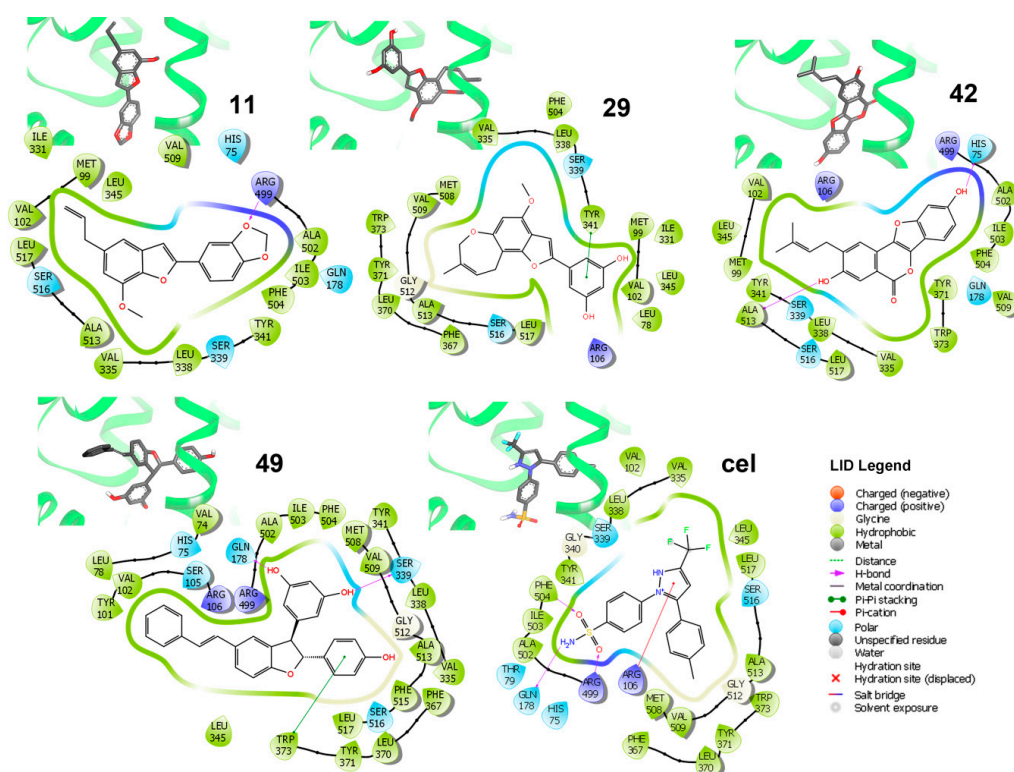 11
ILE
331
VAL
509
HIS
75
MET
99
LEU
345
ARG
499
VAL
102
LEU
517
SER
516
ALA
502
ILE
503
GLN
178
PHE
504
ALA
513
VAL
335
LEU
338
SER
339
TYR
341
O
O
O
O
29
PHE
504
VAL
335
LEU
338
SER
339
MET
508
VAL
509
TRP
373
TYR
341
MET
99
ILE
331
TYR
371
GLY
512
VAL
102
LEU
345
LEU
370
ALA
513
SER
516
LEU
517
LEU
78
PHE
367
ARG
106
O
O
O
OH
OH
42
ARG
499
HIS
75
ARG
106
VAL
102
ALA
502
LEU
345
ILE
503
PHE
504
MET
99
TYR
341
SER
339
TYR
371
GLN
178
VAL
509
ALA
513
LEU
338
TRP
373
SER
516
LEU
517
VAL
335
OH
O
O
O
HO
49
VAL
74
ALA
502
ILE
503
PHE
504
TYR
341
HIS
75
GLN
178
MET
508
VAL
509
SER
339
LEU
78
VAL
102
SER
105
ARG
106
ARG
499
LEU
338
TYR
101
GLY
512
ALA
513
VAL
335
PHE
515
PHE
367
LEU
517
SER
516
LEU
345
TRP
373
TYR
371
LEU
370
HO
OH
OH
O
cel
VAL
102
VAL
335
LEU
338
SER
339
GLY
340
LEU
345
TYR
341
LEU
517
SER
516
PHE
504
ILE
503
ALA
502
THR
79
GLN
178
HIS
75
ARG
499
ARG
106
ALA
513
GLY
512
TRP
373
MET
508
VAL
509
TYR
371
PHE
367
LEU
370
F
F
F
HN
N+
O
S
O
H2N
LID Legend
Charged (negative)
Charged (positive)
Glycine
Hydrophobic
Metal
Distance
H-bond
Metal coordination
Pi-Pi stacking
Pi-cation
Polar
Unspecified residue
Water
Hydration site
Hydration site (displaced)
Salt bridge
Solvent exposure